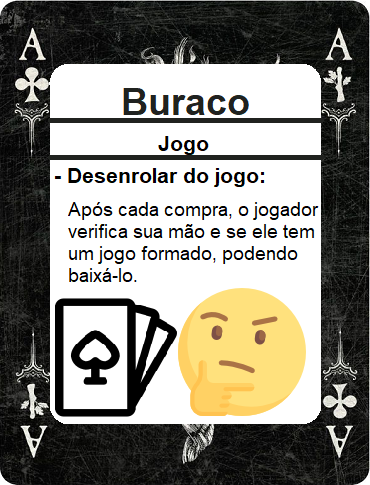 A
A
Buraco
Jogo
- Desenrolar do jogo:
Após cada compra, o jogador
verifica sua mão e se ele tem
um jogo formado, podendo
baixá-lo.
A
A